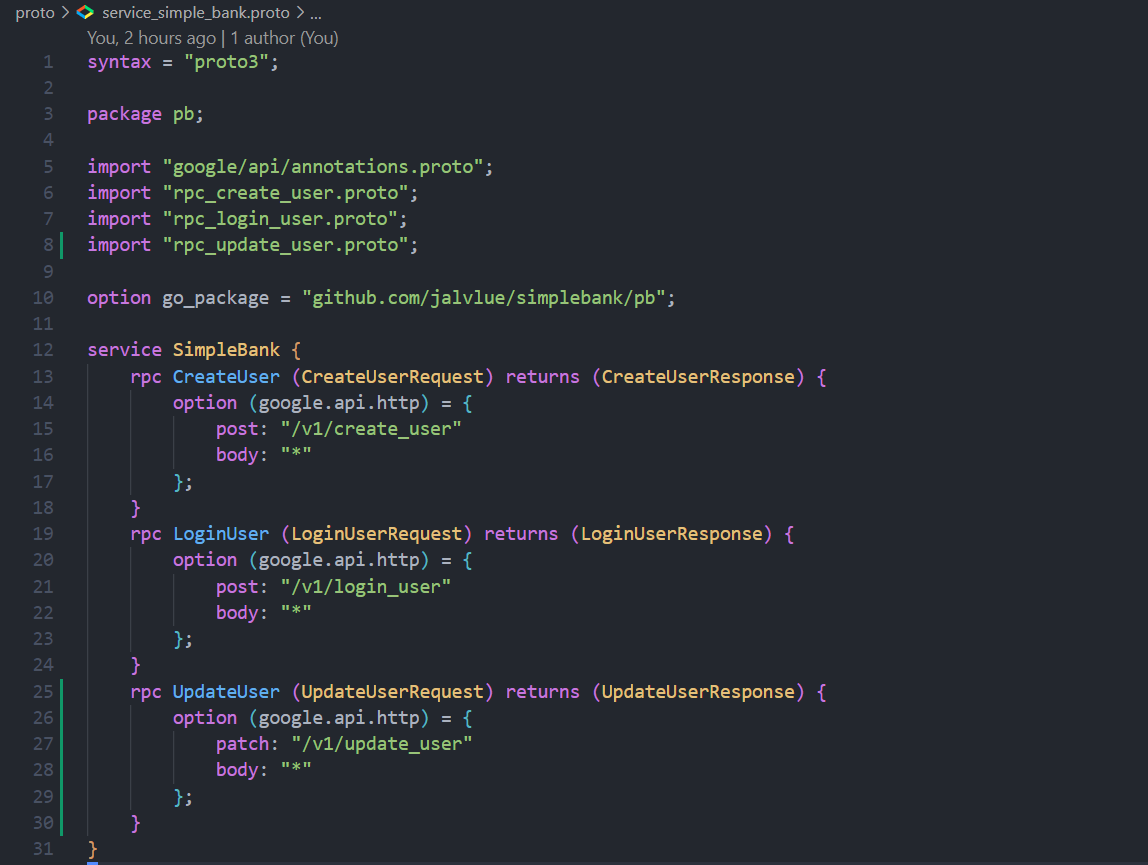 proto > service_simple_bank.proto > ...
You, 2 hours ago | 1 author (You)
1 syntax = "proto3";
2
3 package pb;
4
5 import "google/api/annotations.proto";
6 import "rpc_create_user.proto";
7 import "rpc_login_user.proto";
8 import "rpc_update_user.proto";
9
10 option go_package = "github.com/jalvlue/simplebank/pb";
11
12 service SimpleBank {
13     rpc CreateUser (CreateUserRequest) returns (CreateUserResponse) {
14         option (google.api.http) = {
15             post: "/v1/create_user"
16             body: "*"
17         };
18     }
19     rpc LoginUser (LoginUserRequest) returns (LoginUserResponse) {
20         option (google.api.http) = {
21             post: "/v1/login_user"
22             body: "*"
23         };
24     }
25     rpc UpdateUser (UpdateUserRequest) returns (UpdateUserResponse) {
26         option (google.api.http) = {
27             patch: "/v1/update_user"
28             body: "*"
29         };
30     }
31 }